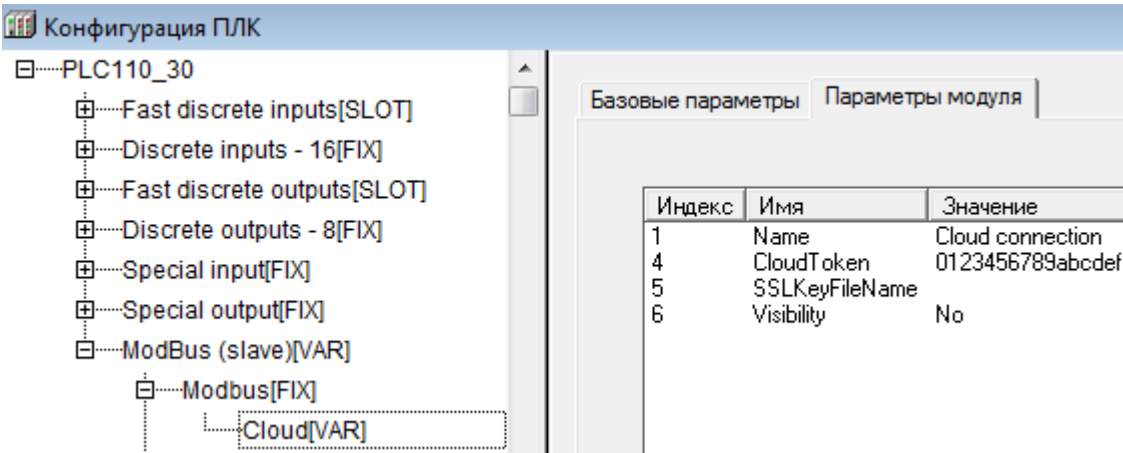 Конфигурация ПЛК
PLC110_30
Fast discrete inputs[SLOT]
Discrete inputs - 16[FIX]
Fast discrete outputs[SLOT]
Discrete outputs - 8[FIX]
Special input[FIX]
Special output[FIX]
ModBus (slave)[VAR]
Modbus[FIX]
Cloud[VAR]
Базовые параметры Параметры модуля
Индекс Имя Значение
1 Name Cloud connection
4 CloudToken 0123456789abcdef
5 SSLKeyFileName
6 Visibility No